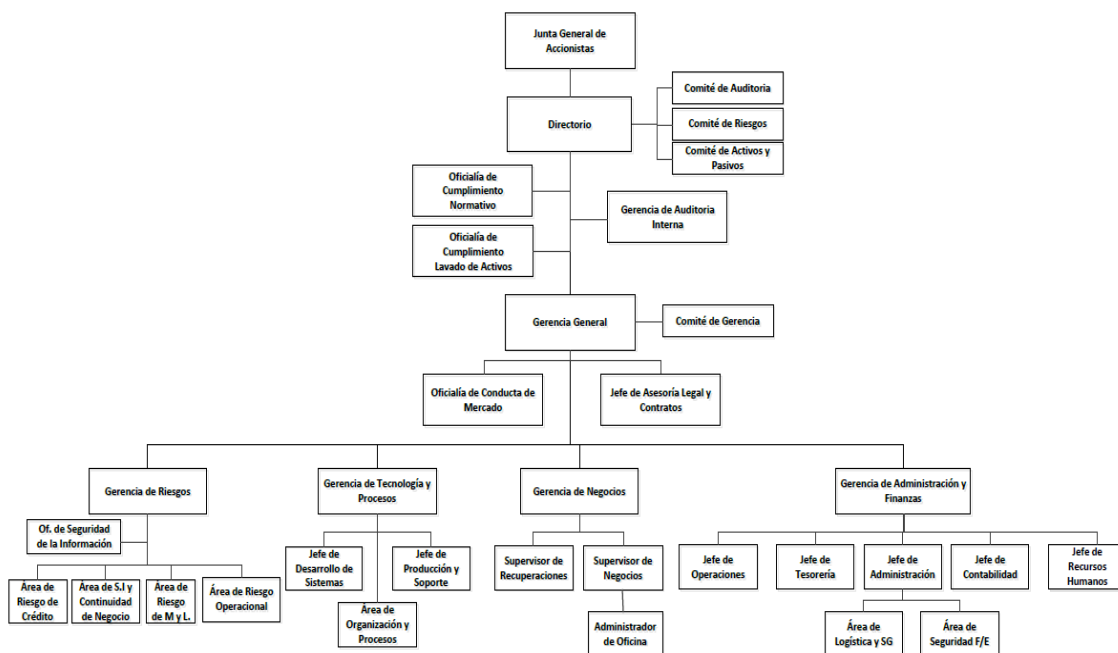 Junta General de
Accionistas
Directorio
Comité de Auditoria
Comité de Riesgos
Comité de Activos y
Pasivos
Oficialía de
Cumplimiento
Normativo
Gerencia de Auditoria
Interna
Oficialía de
Cumplimiento
Lavado de Activos
Gerencia General
Comité de Gerencia
Oficialía de Conducta de
Mercado
Jefe de Asesoría Legal y
Contratos
Gerencia de Riesgos
Gerencia de Tecnología y
Procesos
Gerencia de Negocios
Gerencia de Administración y
Finanzas
Of. de Seguridad
de la Información
Área de
Riesgo de
Crédito
Área de S.I y
Continuidad
de Negocio
Área de
Riesgo
de M y L.
Área de Riesgo
Operacional
Jefe de
Desarrollo de
Sistemas
Jefe de
Producción y
Soporte
Área de
Organización y
Procesos
Supervisor de
Recuperaciones
Supervisor de
Negocios
Administrador
de Oficina
Jefe de
Operaciones
Jefe de
Tesorería
Jefe de
Administración
Jefe de
Contabilidad
Jefe de
Recursos
Humanos
Área de
Logística y SG
Área de
Seguridad F/E